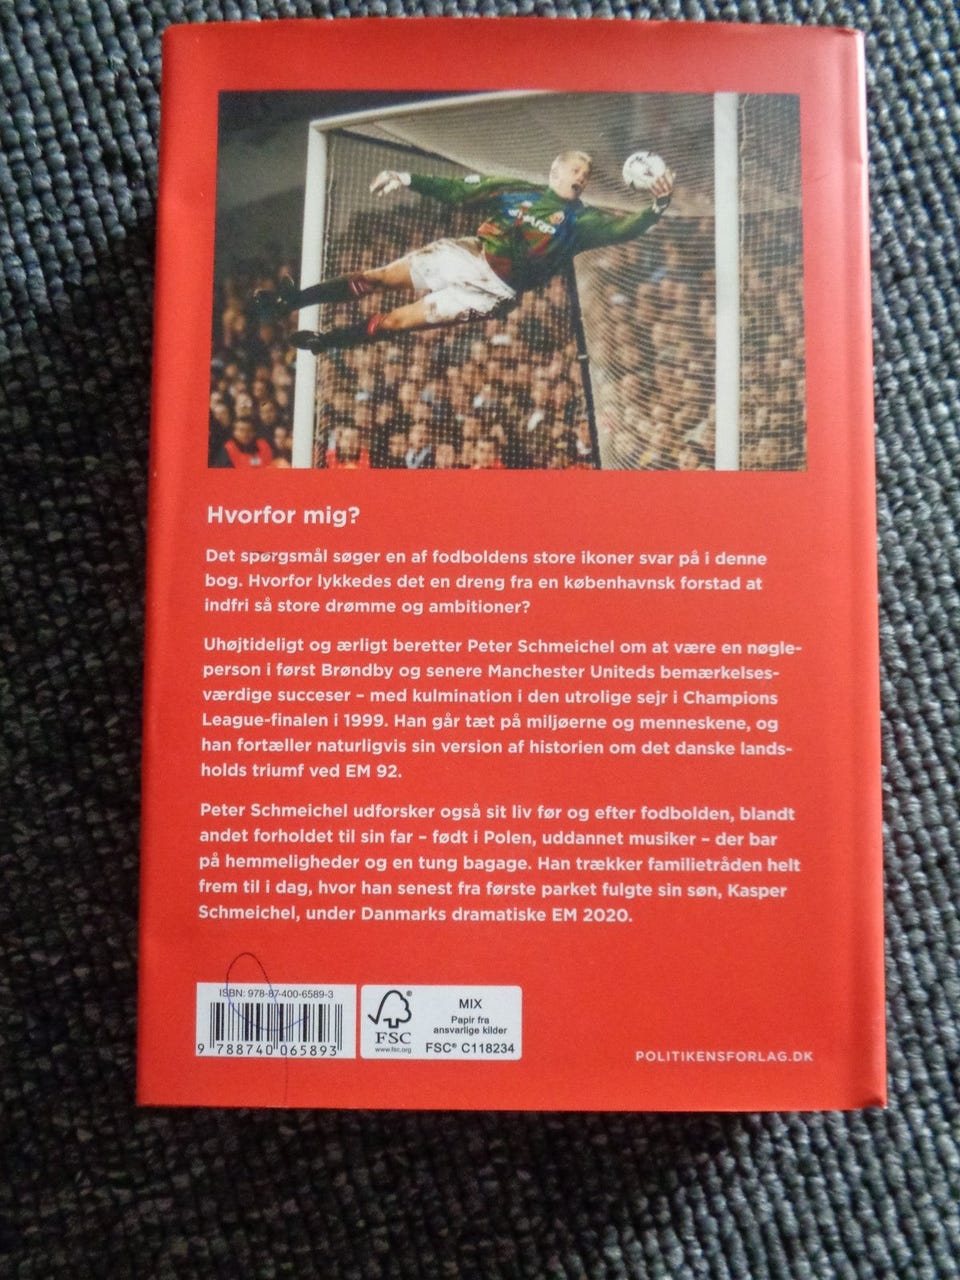 SHARP
Hvorfor mig?
Det spørgsmål søger en af fodboldens store ikoner svar på i denne
bog. Hvorfor lykkedes det en dreng fra en københavnsk forstad at
indfri så store drømme og ambitioner?
Uhøjtideligt og ærligt beretter Peter Schmeichel om at være en nøgle-
person i først Brøndby og senere Manchester Uniteds bemærkelses-
værdige succeser – med kulmination i den utrolige sejr i Champions
League-finalen i 1999. Han går tæt på miljøerne og menneskene, og
han fortæller naturligvis sin version af historien om det danske lands-
holds triumf ved EM 92.
Peter Schmeichel udforsker også sit liv før og efter fodbolden, blandt
andet forholdet til sin far – født i Polen, uddannet musiker – der bar
på hemmeligheder og en tung bagage. Han trækker familietråden helt
frem til i dag, hvor han senest fra første parket fulgte sin søn, Kasper
Schmeichel, under Danmarks dramatiske EM 2020.
ISBN: 978-87-400-6589-3
9 788740 065893
FSC
www.fsc.org
MIX
Papir fra
ansvarlige kilder
FSC® C118234
POLITIKENSFORLAG.DK